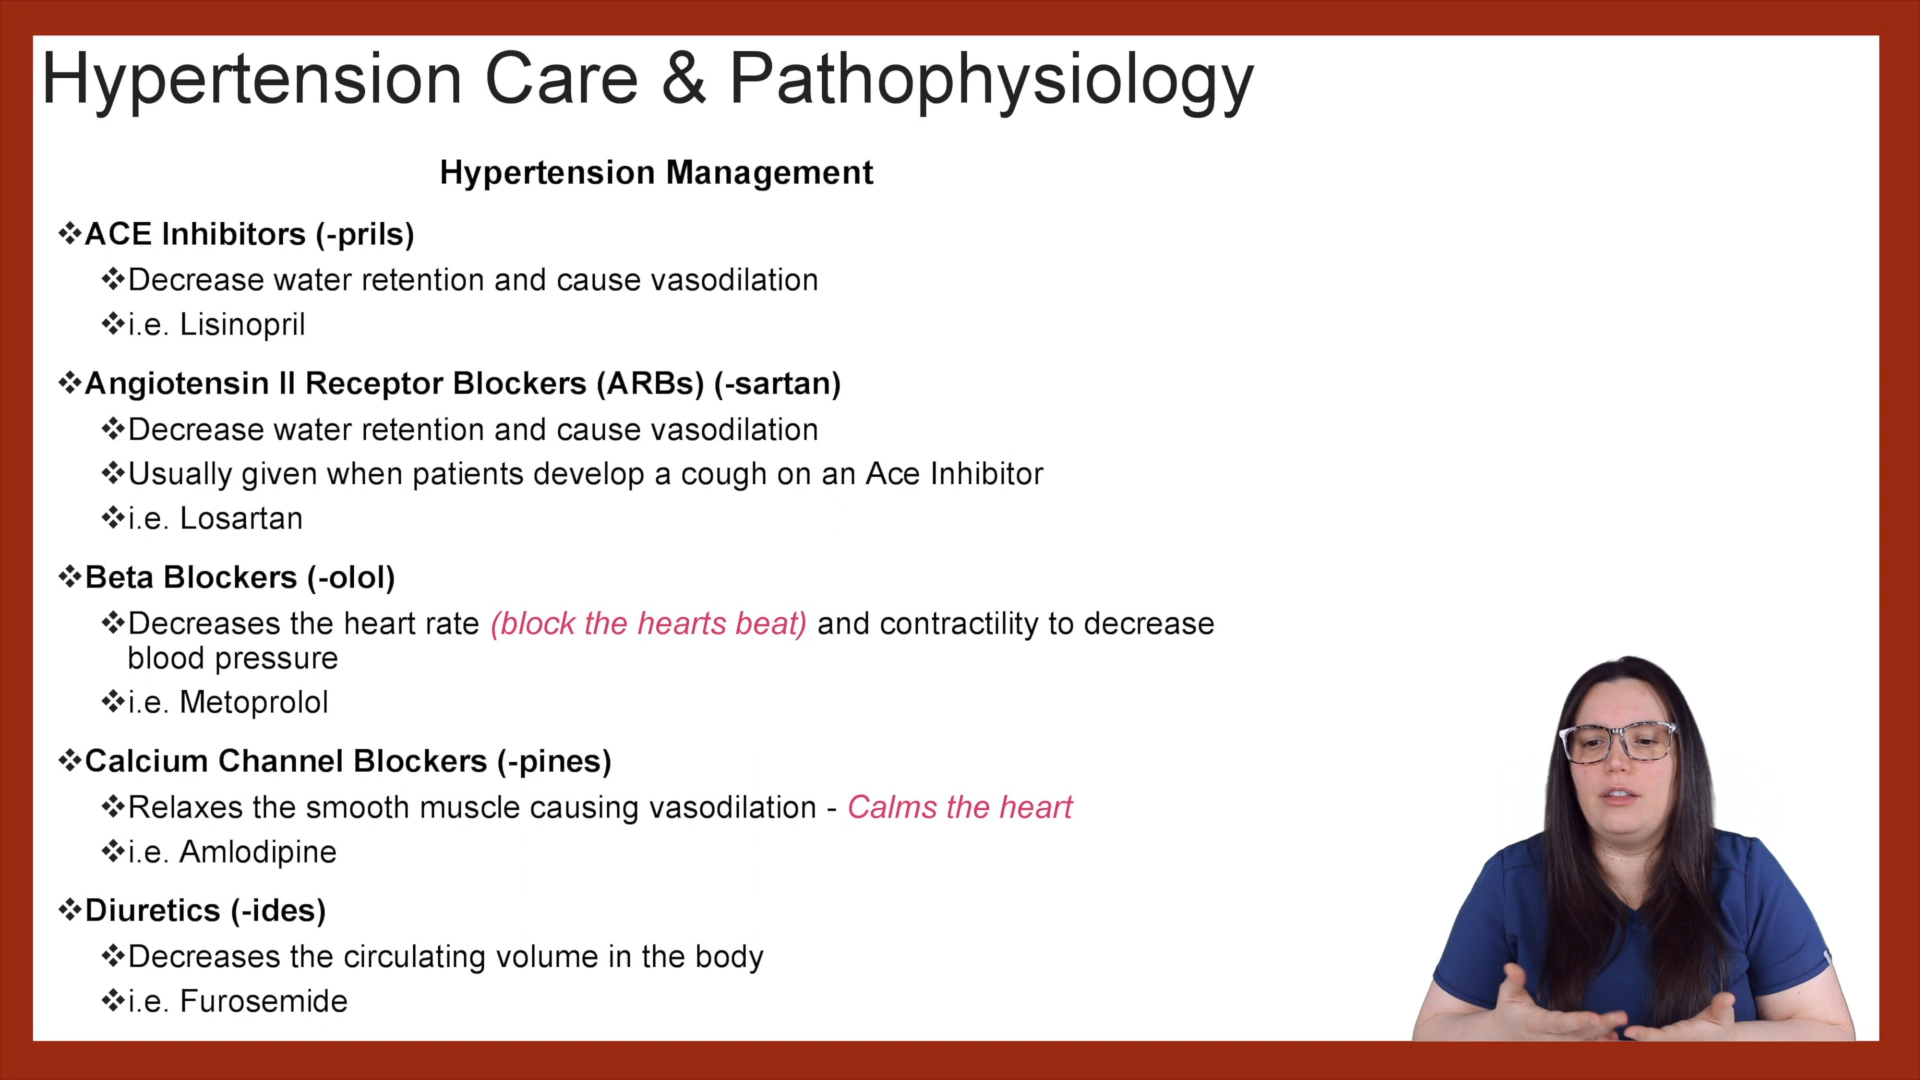 Hypertension Care & Pathophysiology
Hypertension Management
❖ACE Inhibitors (-prils)
❖Decrease water retention and cause vasodilation
❖i.e. Lisinopril
❖Angiotensin II Receptor Blockers (ARBs) (-sartan)
❖Decrease water retention and cause vasodilation
❖Usually given when patients develop a cough on an Ace Inhibitor
❖i.e. Losartan
❖Beta Blockers (-olol)
❖Decreases the heart rate (block the hearts beat) and contractility to decrease
blood pressure
❖i.e. Metoprolol
❖Calcium Channel Blockers (-pines)
❖Relaxes the smooth muscle causing vasodilation - Calms the heart
❖i.e. Amlodipine
❖Diuretics (-ides)
❖Decreases the circulating volume in the body
❖i.e. Furosemide